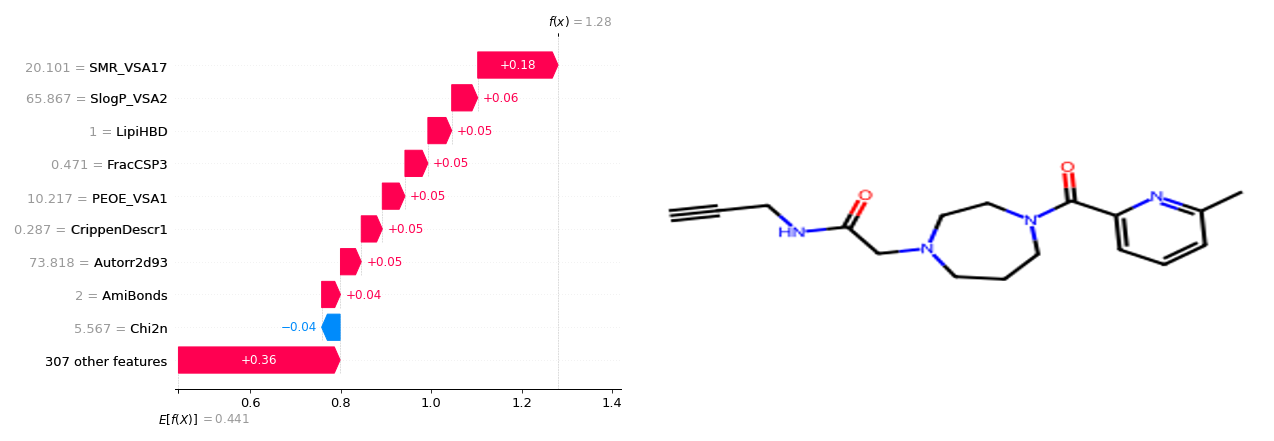 f(x) = 1.28
20.101 = SMR_VSA17 +0.18
65.867 = SlogP_VSA2 +0.06
1 = LipiHBD +0.05
0.471 = FracCSP3 +0.05
10.217 = PEOE_VSA1 +0.05
0.287 = CrippenDescr1 +0.05
73.818 = Autorr2d93 +0.05
2 = AmiBonds +0.04
5.567 = Chi2n −0.04
307 other features +0.36
0.6 0.8 1.0 1.2 1.4
E[f(X)] = 0.441
O
O
N
N
HN
N